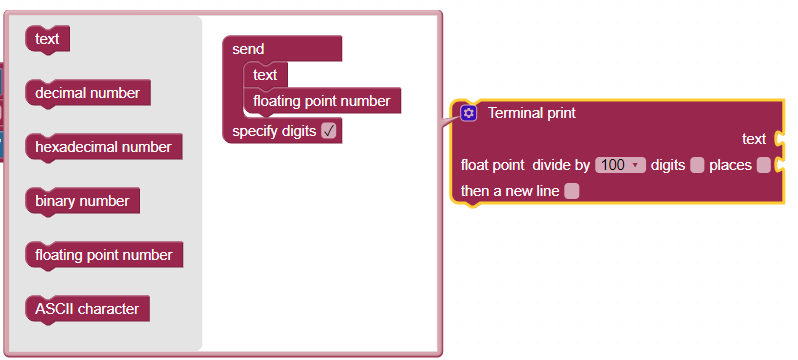 text
decimal number
hexadecimal number
binary number
floating point number
ASCII character
send
text
floating point number
specify digits
Terminal print
text
float point divide by 100 digits places
then a new line